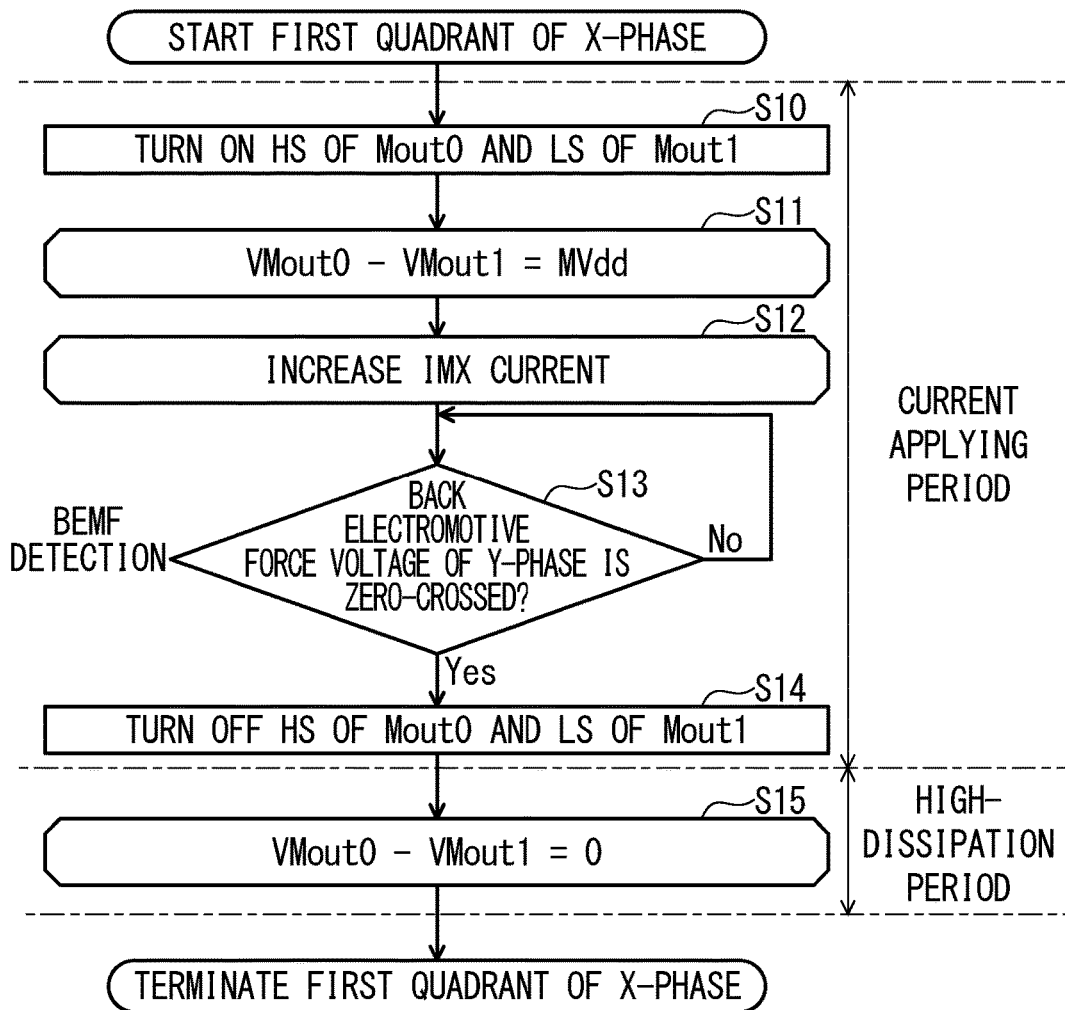 START FIRST QUADRANT OF X-PHASE
S10
TURN ON HS OF Mout0 AND LS OF Mout1
S11
VMout0 - VMout1 = MVdd
S12
INCREASE IMX CURRENT
CURRENT
APPLYING
PERIOD
S13
BEMF
DETECTION
BACK
ELECTROMOTIVE
FORCE VOLTAGE OF Y-PHASE IS
ZERO-CROSSED?
No
Yes
S14
TURN OFF HS OF Mout0 AND LS OF Mout1
S15
VMout0 - VMout1 = 0
HIGH-
DISSIPATION
PERIOD
TERMINATE FIRST QUADRANT OF X-PHASE